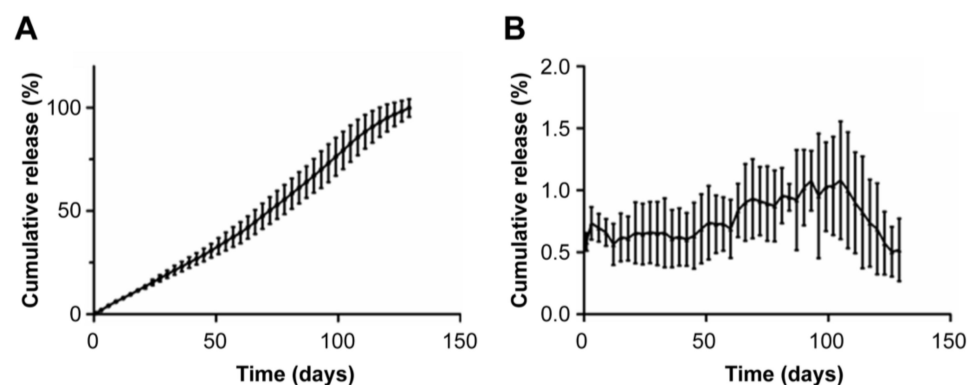 A
Cumulative release (%)
100
50
0
0 50 100 150
Time (days)
B
Cumulative release (%)
2.0
1.5
1.0
0.5
0.0
0 50 100 150
Time (days)